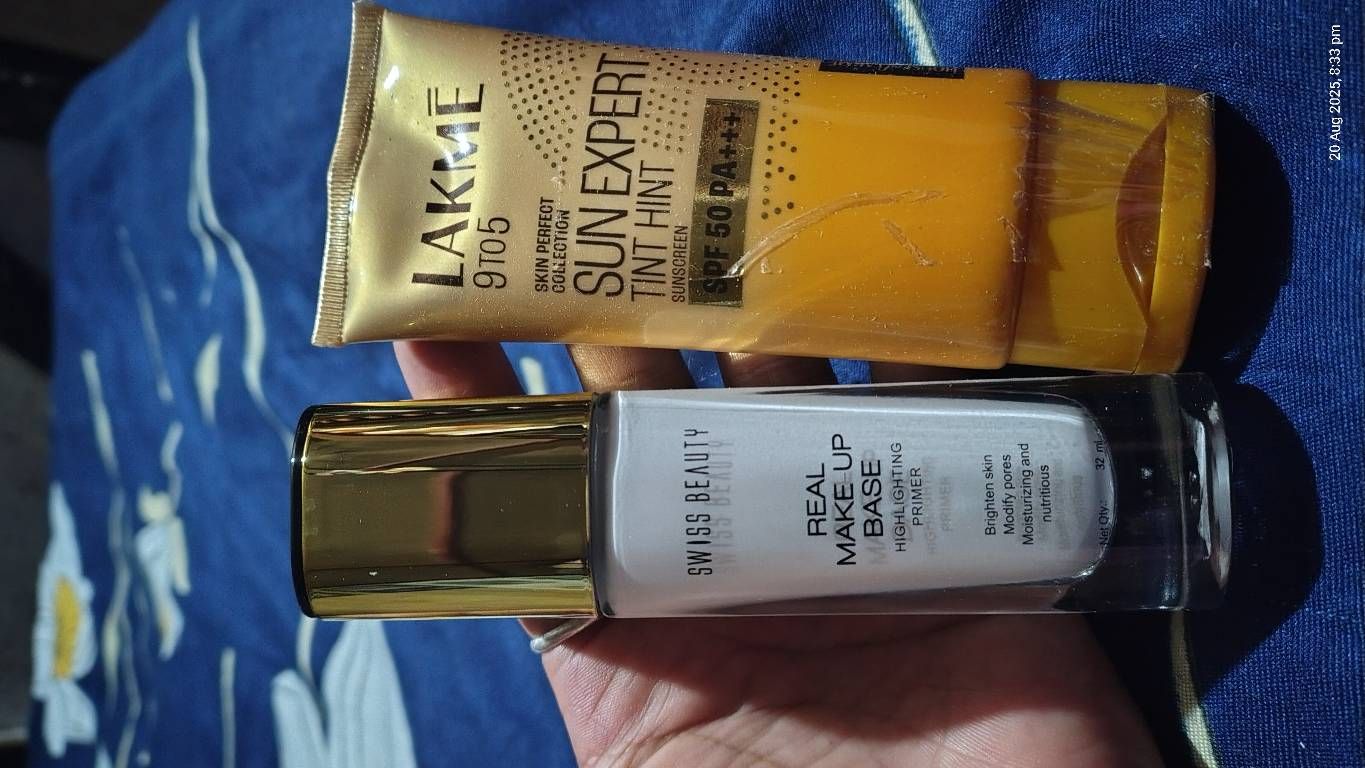 LAKMĒ
9TO5
SKIN PERFECT
COLLECTION
SUN EXPERT
TINT HINT
SUNSCREEN
SPF 50 PA++++
SWISS BEAUTY
REAL
MAKE-UP
BASE
HIGHLIGHTING
PRIMER
Brighten skin
Modify pores
Moisturizing and
nutritious
Net Qty.: 32 ml
20 Aug 2025, 8:33 pm